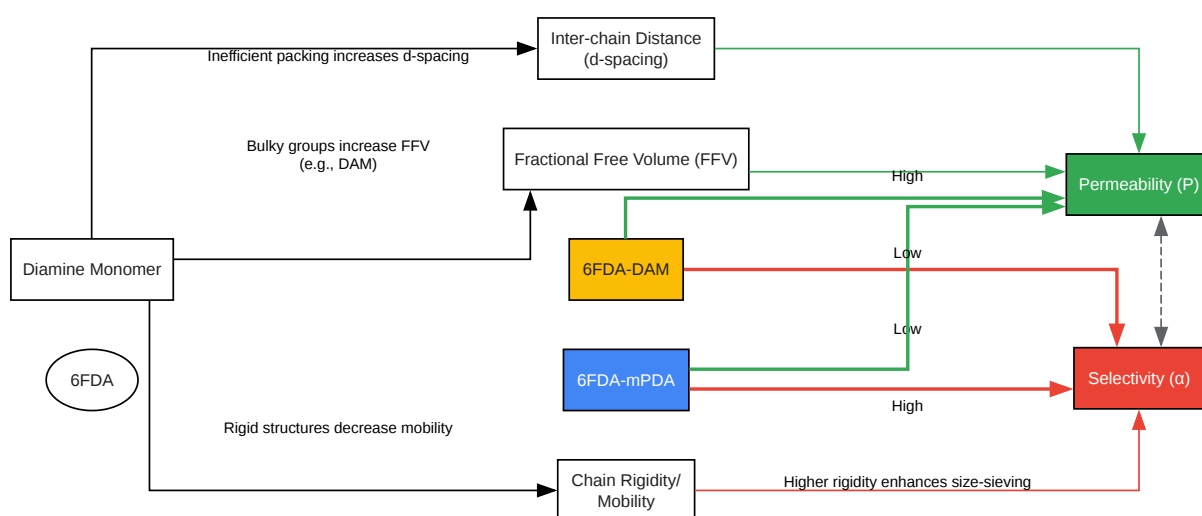 Inter-chain Distance
(d-spacing)
Inefficient packing increases d-spacing
Bulky groups increase FFV
(e.g., DAM)
Fractional Free Volume (FFV)
High
Permeability (P)
Diamine Monomer
6FDA-DAM
Low
Low
6FDA
6FDA-mPDA
Selectivity (α)
High
Rigid structures decrease mobility
Chain Rigidity/
Mobility
Higher rigidity enhances size-sieving